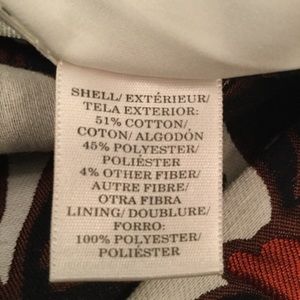 SHELL/ EXTÉRIEUR/
TELA EXTERIOR:
51% COTTON/
COTON/ ALGODÓN
45% POLYESTER/
POLIÉSTER
4% OTHER FIBER/
AUTRE FIBRE/
OTRA FIBRA
LINING/ DOUBLURE/
FORRO:
100% POLYESTER/
POLIÉSTER